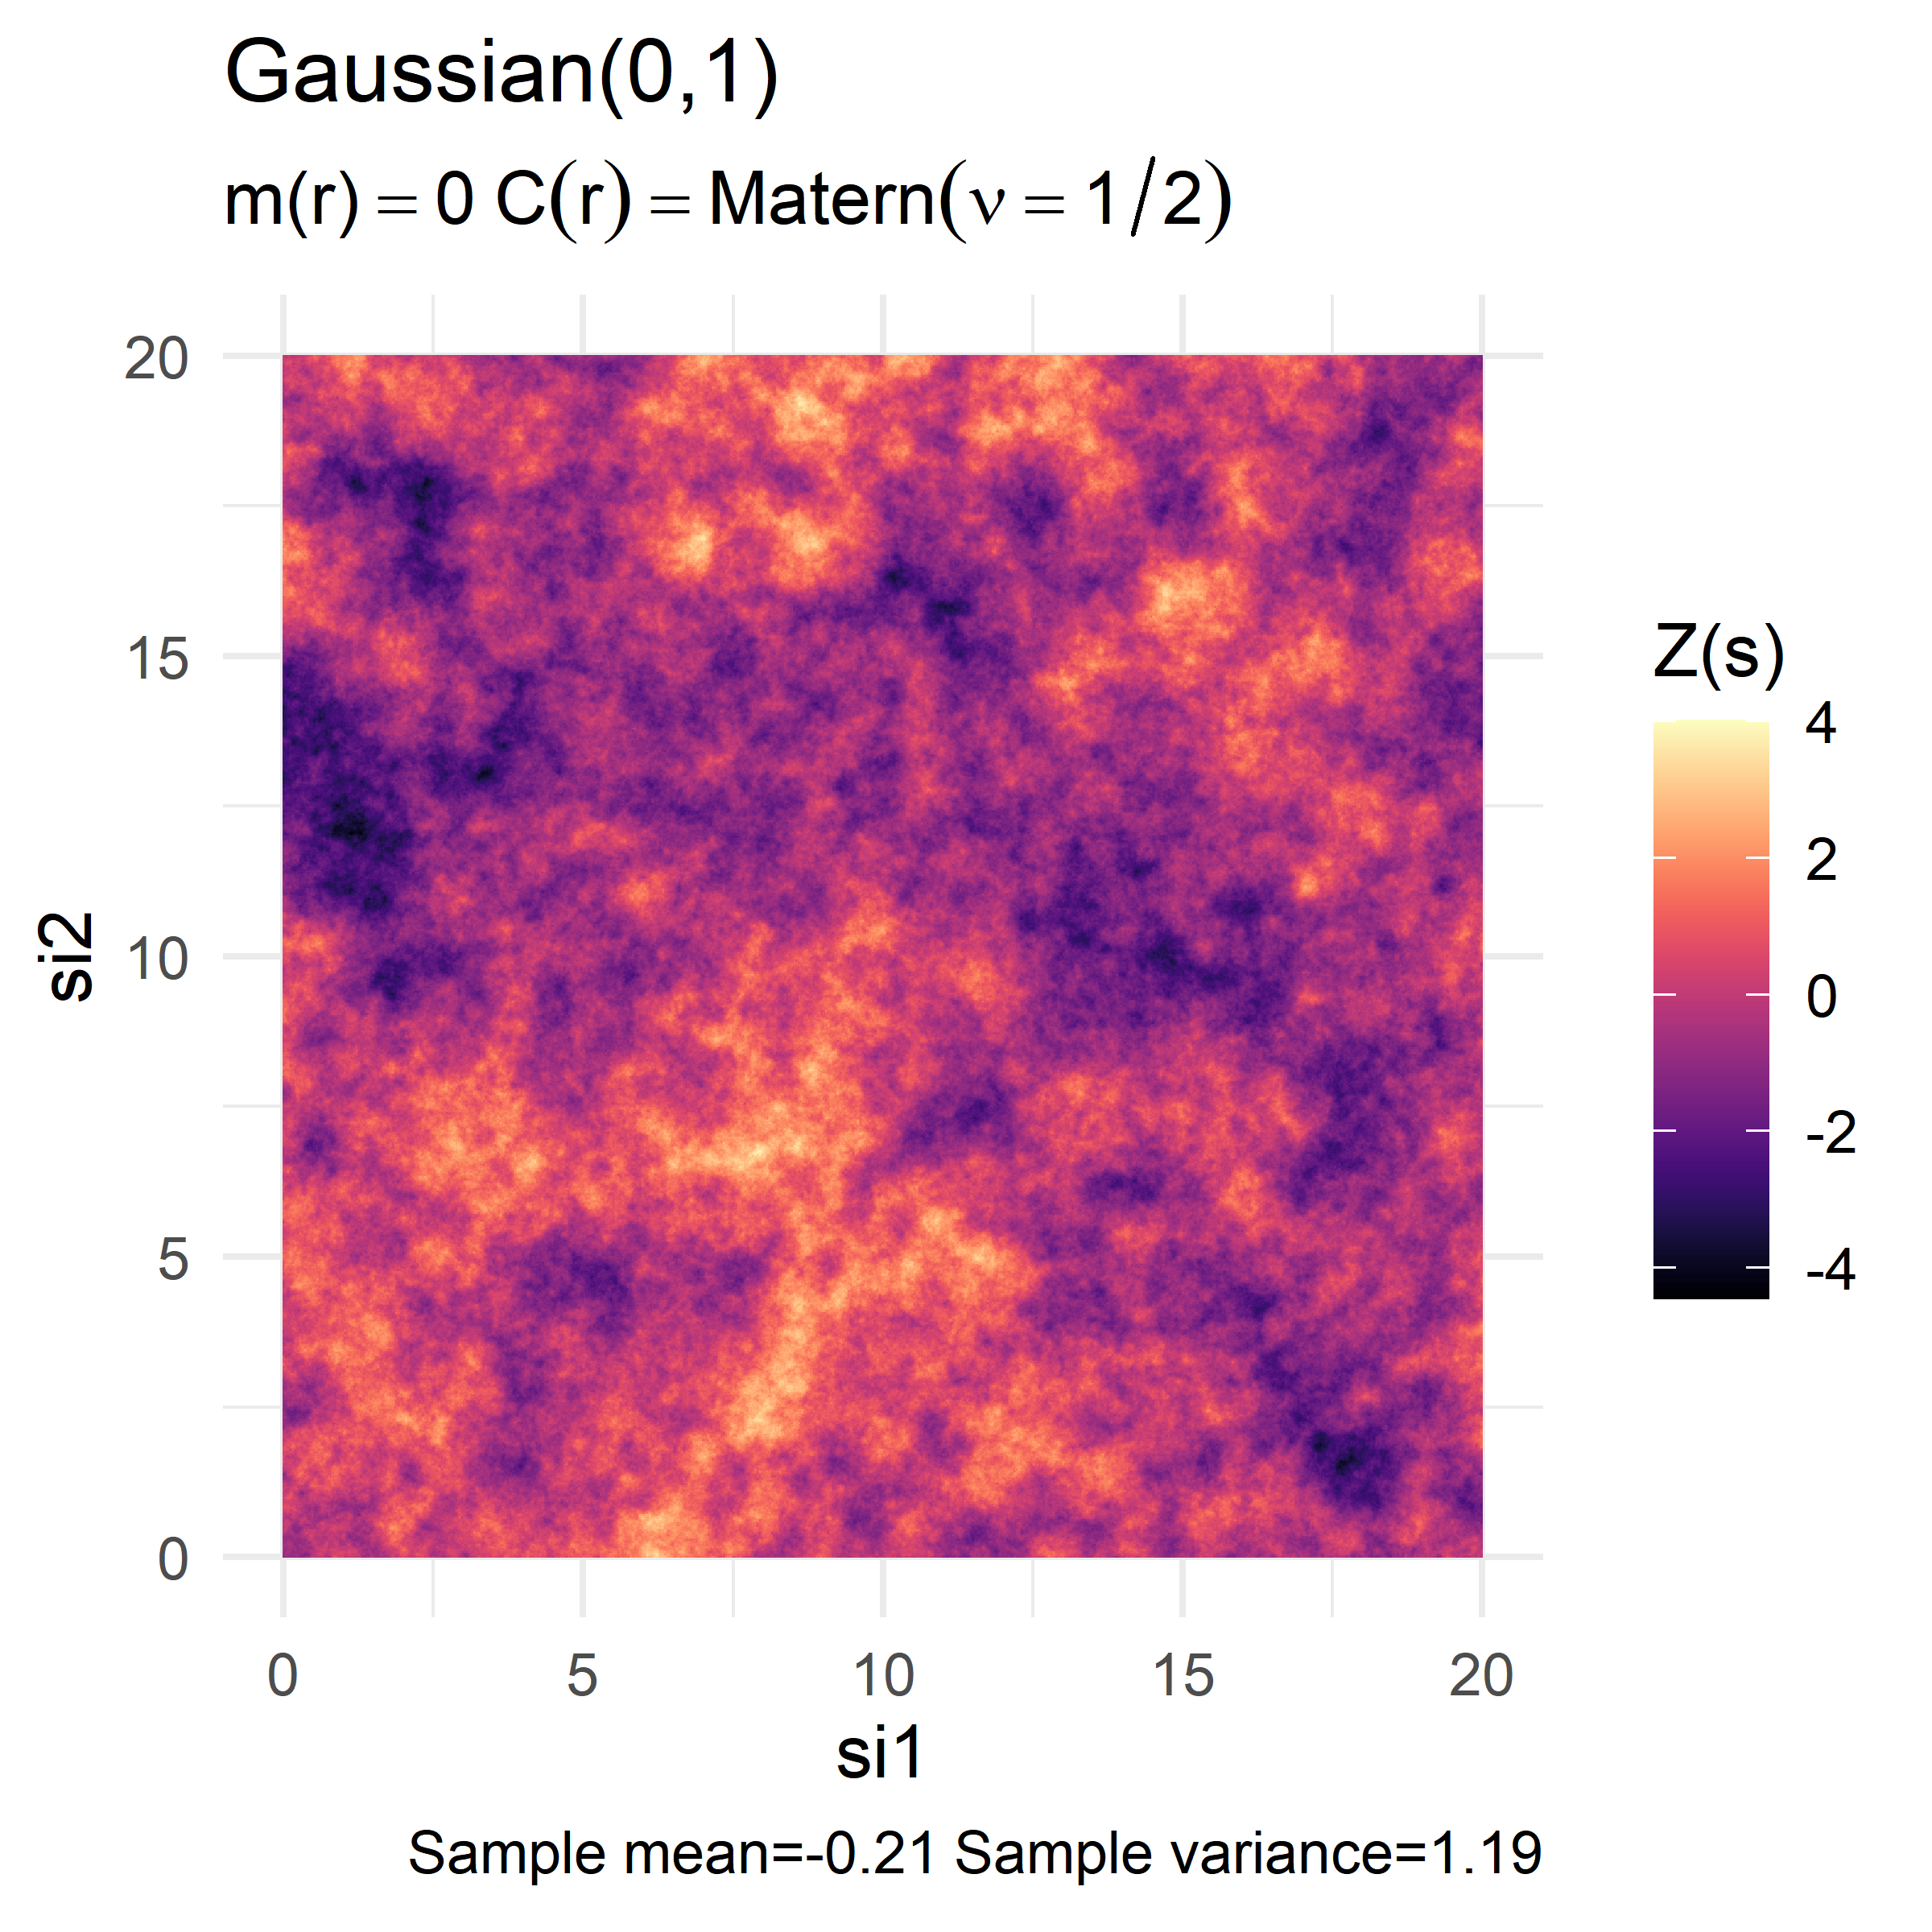 Gaussian(0,1)
m(r) = 0 C(r) = Matern(ν = 1/2)
20
15
10
5
0
si2
0 5 10 15 20
si1
Z(s)
4
2
0
-2
-4
Sample mean=-0.21 Sample variance=1.19